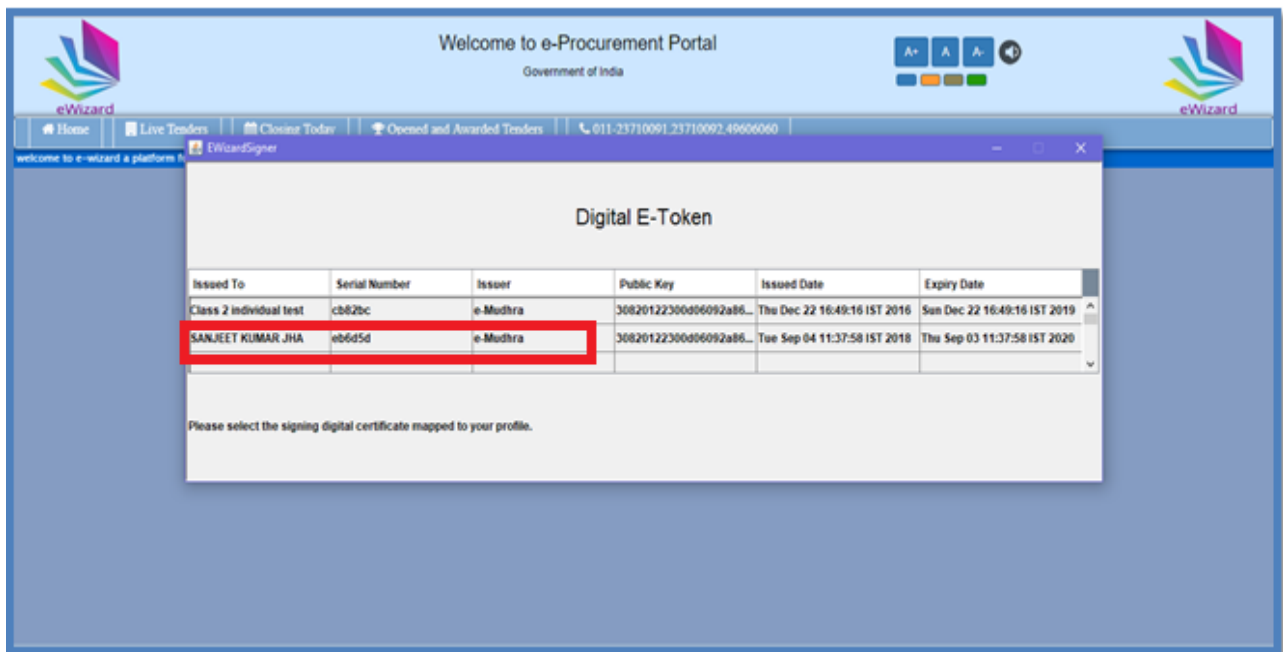 Welcome to e-Procurement Portal
Government of India
A+ A A-
eWizard
eWizard
Home Live Tenders Closing Today Opened and Awarded Tenders 011-23710091,23710092,49606060
welcome to e-wizard a platform
EWizardSigner
Digital E-Token
Issued To Serial Number Issuer Public Key Issued Date Expiry Date
Class 2 individual test cb82bc e-Mudhra 30820122300d06092a86... Thu Dec 22 16:49:16 IST 2016 Sun Dec 22 16:49:16 IST 2019
SANJEET KUMAR JHA eb6d5d e-Mudhra 30820122300d06092a86... Tue Sep 04 11:37:58 IST 2018 Thu Sep 03 11:37:58 IST 2020
Please select the signing digital certificate mapped to your profile.